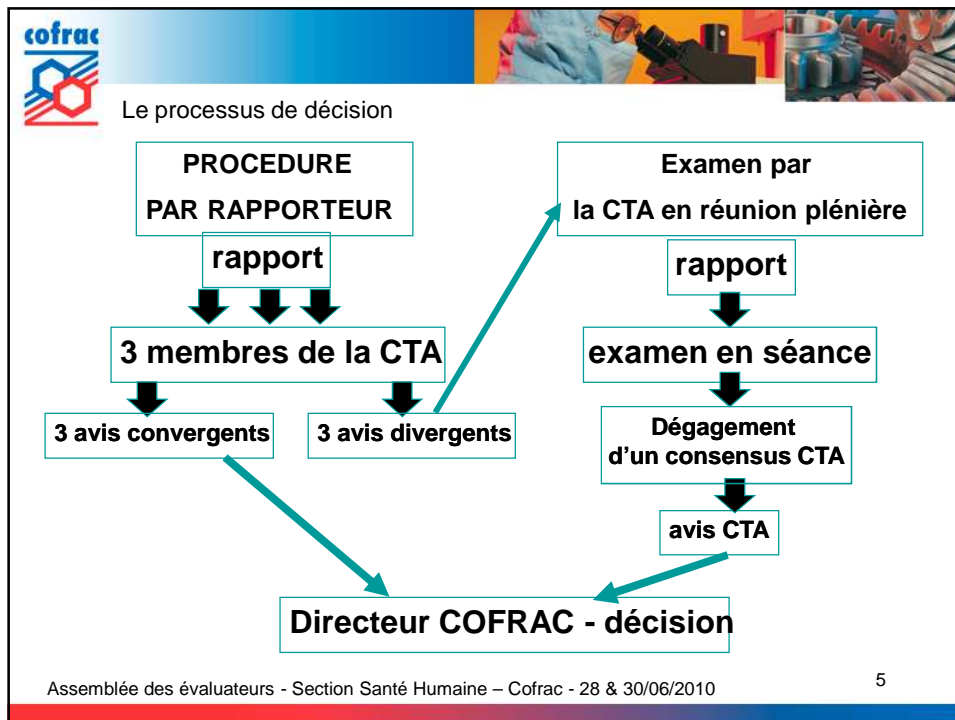 cofrac
Le processus de décision
PROCEDURE
PAR RAPPORTEUR
rapport
3 membres de la CTA
3 avis convergents
3 avis divergents
Examen par
la CTA en réunion plénière
rapport
examen en séance
Dégagement
d'un consensus CTA
avis CTA
Directeur COFRAC - décision
Assemblée des évaluateurs - Section Santé Humaine – Cofrac - 28 & 30/06/2010
5